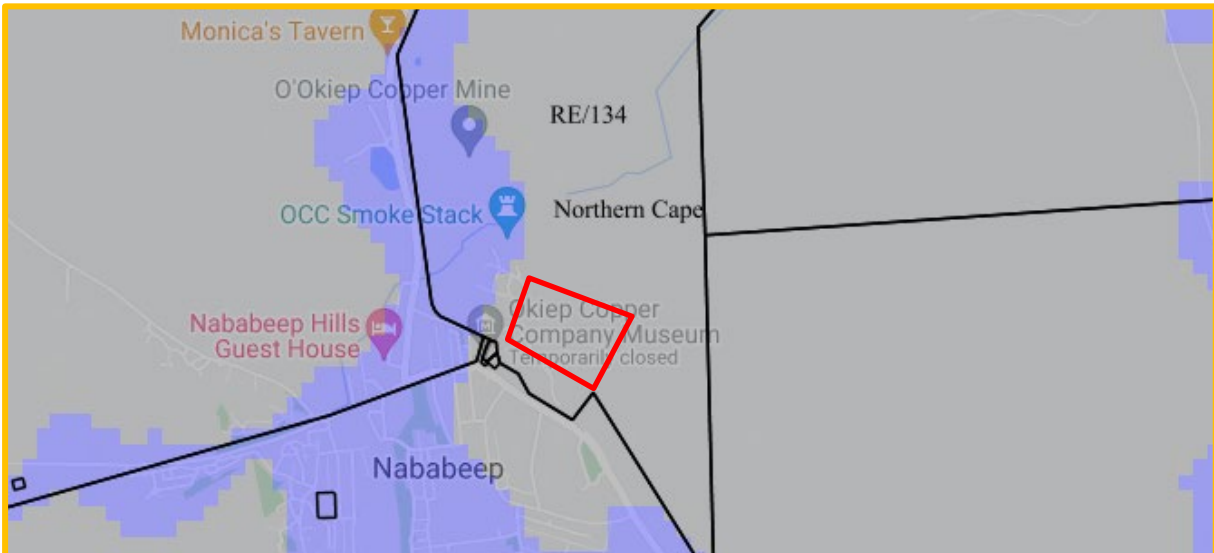 Monica's Tavern
O'Okiep Copper Mine
RE/134
OCC Smoke Stack
Northern Cape
Okiep Copper
Company Museum
Temporarily closed
Nababeep Hills
Guest House
Nababeep